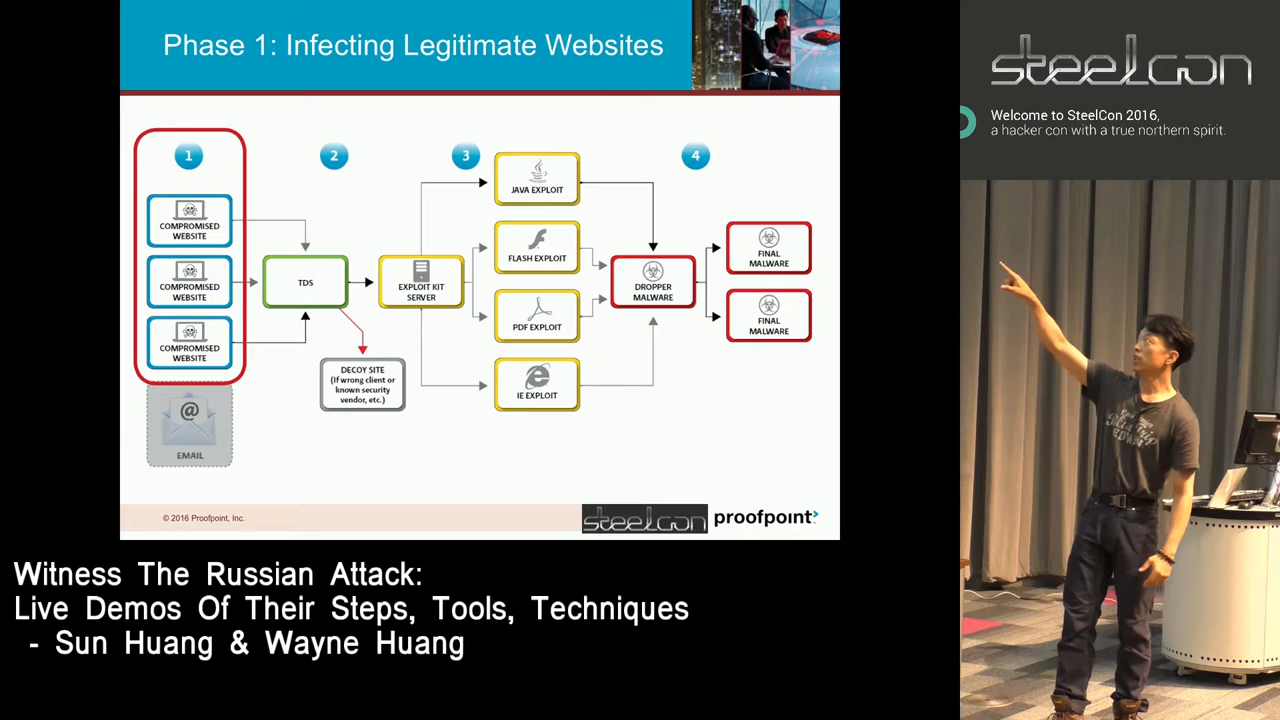 Phase 1: Infecting Legitimate Websites
steelcon
Welcome to SteelCon 2016,
a hacker con with a true northern spirit.
1
2
3
4
COMPROMISED
WEBSITE
COMPROMISED
WEBSITE
COMPROMISED
WEBSITE
@
EMAIL
TDS
DECOY SITE
(If wrong client or
known security
vendor, etc.)
EXPLOIT KIT
SERVER
JAVA EXPLOIT
FLASH EXPLOIT
PDF EXPLOIT
IE EXPLOIT
DROPPER
MALWARE
FINAL
MALWARE
FINAL
MALWARE
© 2016 Proofpoint, Inc.
steelcon
proofpoint
Witness The Russian Attack:
Live Demos Of Their Steps, Tools, Techniques
- Sun Huang & Wayne Huang